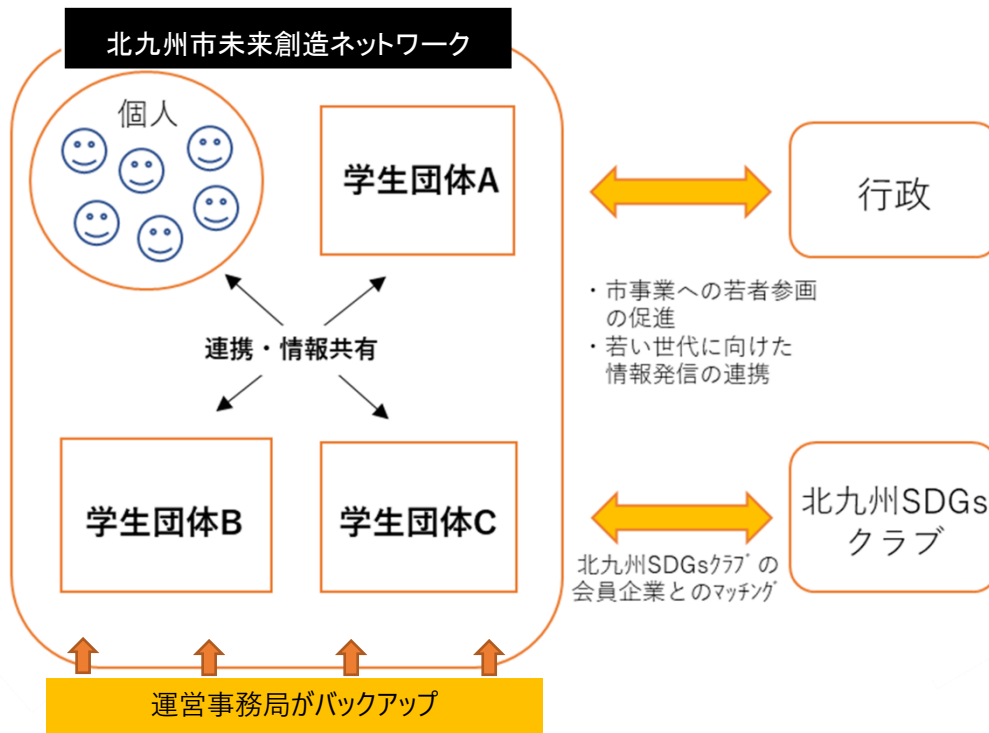 北九州市未来創造ネットワーク
個人
学生団体A
連携・情報共有
学生団体B
学生団体C
運営事務局がバックアップ
行政
・市事業への若者参画
の促進
・若い世代に向けた
情報発信の連携
北九州SDGs
クラブ
北九州SDGsｸﾗﾌﾞの
会員企業とのﾏｯﾁﾝｸﾞ